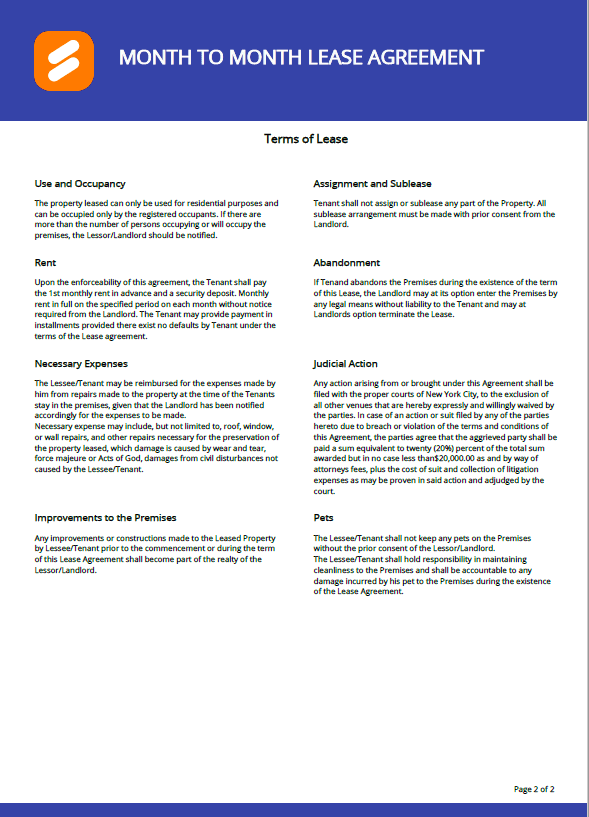 MONTH TO MONTH LEASE AGREEMENT
Terms of Lease
Use and Occupancy
The property leased can only be used for residential purposes and
can be occupied only by the registered occupants. If there are
more than the number of persons occupying or will occupy the
premises, the Lessor/Landlord should be notified.
Rent
Upon the enforceability of this agreement, the Tenant shall pay
the 1st monthly rent in advance and a security deposit. Monthly
rent in full on the specified period on each month without notice
required from the Landlord. The Tenant may provide payment in
installments provided there exist no defaults by Tenant under the
terms of the Lease agreement.
Necessary Expenses
The Lessee/Tenant may be reimbursed for the expenses made by
him from repairs made to the property at the time of the Tenants
stay in the premises, given that the Landlord has been notified
accordingly for the expenses to be made.
Necessary expense may include, but not limited to, roof, window,
or wall repairs, and other repairs necessary for the preservation of
the property leased, which damage is caused by wear and tear,
force majeure or Acts of God, damages from civil disturbances not
caused by the Lessee/Tenant.
Improvements to the Premises
Any improvements or constructions made to the Leased Property
by Lessee/Tenant prior to the commencement or during the term
of this Lease Agreement shall become part of the realty of the
Lessor/Landlord.
Assignment and Sublease
Tenant shall not assign or sublease any part of the Property. All
sublease arrangement must be made with prior consent from the
Landlord.
Abandonment
If Tenand abandons the Premises during the existence of the term
of this Lease, the Landlord may at its option enter the Premises by
any legal means without liability to the Tenant and may at
Landlords option terminate the Lease.
Judicial Action
Any action arising from or brought under this Agreement shall be
filed with the proper courts of New York City, to the exclusion of
all other venues that are hereby expressly and willingly waived by
the parties. In case of an action or suit filed by any of the parties
hereto due to breach or violation of the terms and conditions of
this Agreement, the parties agree that the aggrieved party shall be
paid a sum equivalent to twenty (20%) percent of the total sum
awarded but in no case less than$20,000.00 as and by way of
attorneys fees, plus the cost of suit and collection of litigation
expenses as may be proven in said action and adjudged by the
court.
Pets
The Lessee/Tenant shall not keep any pets on the Premises
without the prior consent of the Lessor/Landlord.
The Lessee/Tenant shall hold responsibility in maintaining
cleanliness to the Premises and shall be accountable to any
damage incurred by his pet to the Premises during the existence
of the Lease Agreement.
Page 2 of 2